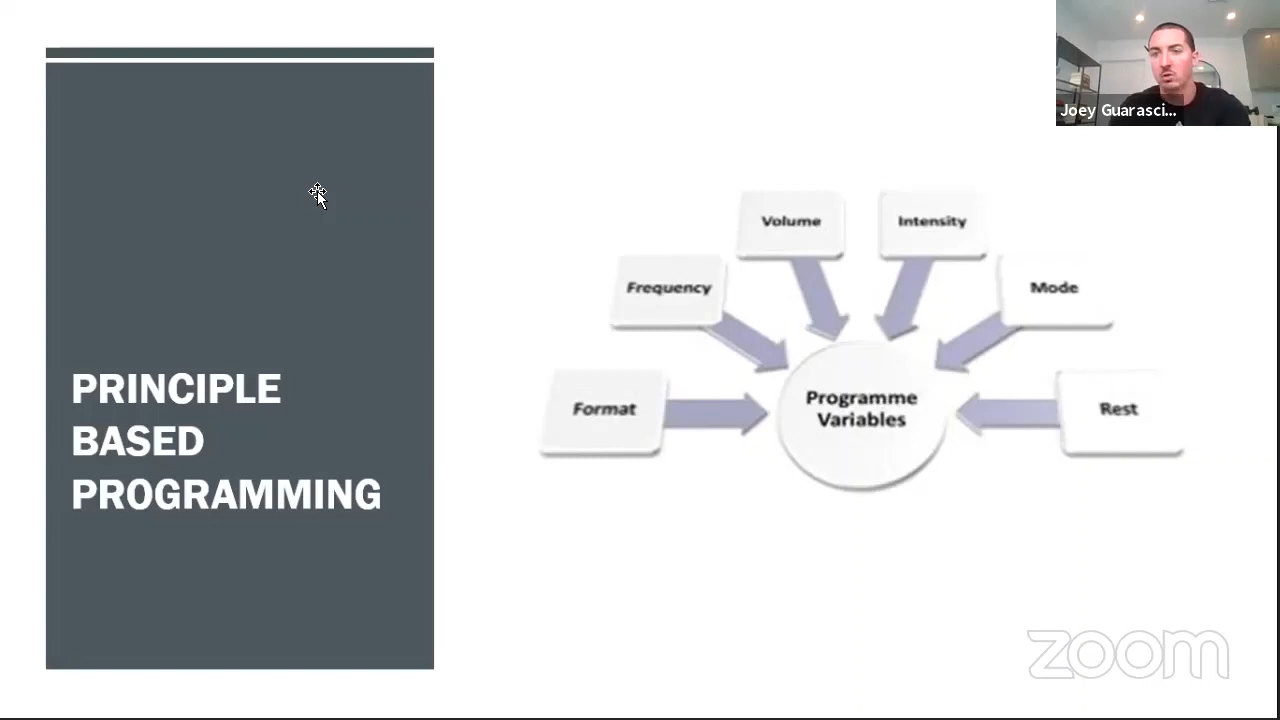 Joey Guarasci...
PRINCIPLE
BASED
PROGRAMMING
Volume
Intensity
Frequency
Mode
Format
Programme
Variables
Rest
zoom